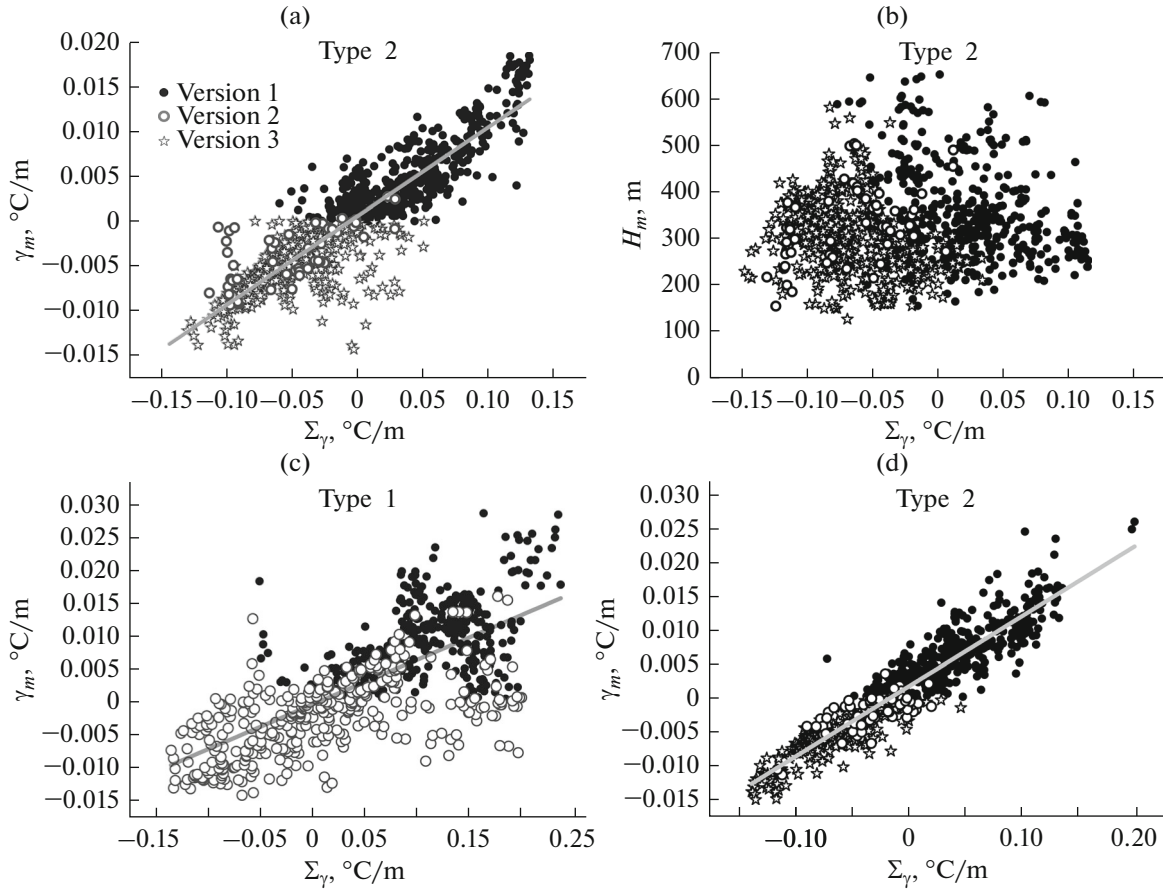 (a)
Type 2
Version 1
Version 2
Version 3
0.020
0.015
0.010
0.005
0
−0.005
−0.010
−0.015
γm, °C/m
−0.15 −0.10 −0.05 0 0.05 0.10 0.15
Σγ, °C/m
(b)
Type 2
700
600
500
400
300
200
100
0
Hm, m
−0.15 −0.10 −0.05 0 0.05 0.10 0.15
Σγ, °C/m
(c)
Type 1
0.030
0.025
0.020
0.015
0.010
0.005
0
−0.005
−0.010
−0.015
γm, °C/m
−0.15 −0.05 0 0.05 0.15 0.25
Σγ, °C/m
(d)
Type 2
0.030
0.025
0.020
0.015
0.010
0.005
0
−0.005
−0.010
−0.015
γm, °C/m
−0.10 0 0.10 0.20
Σγ, °C/m